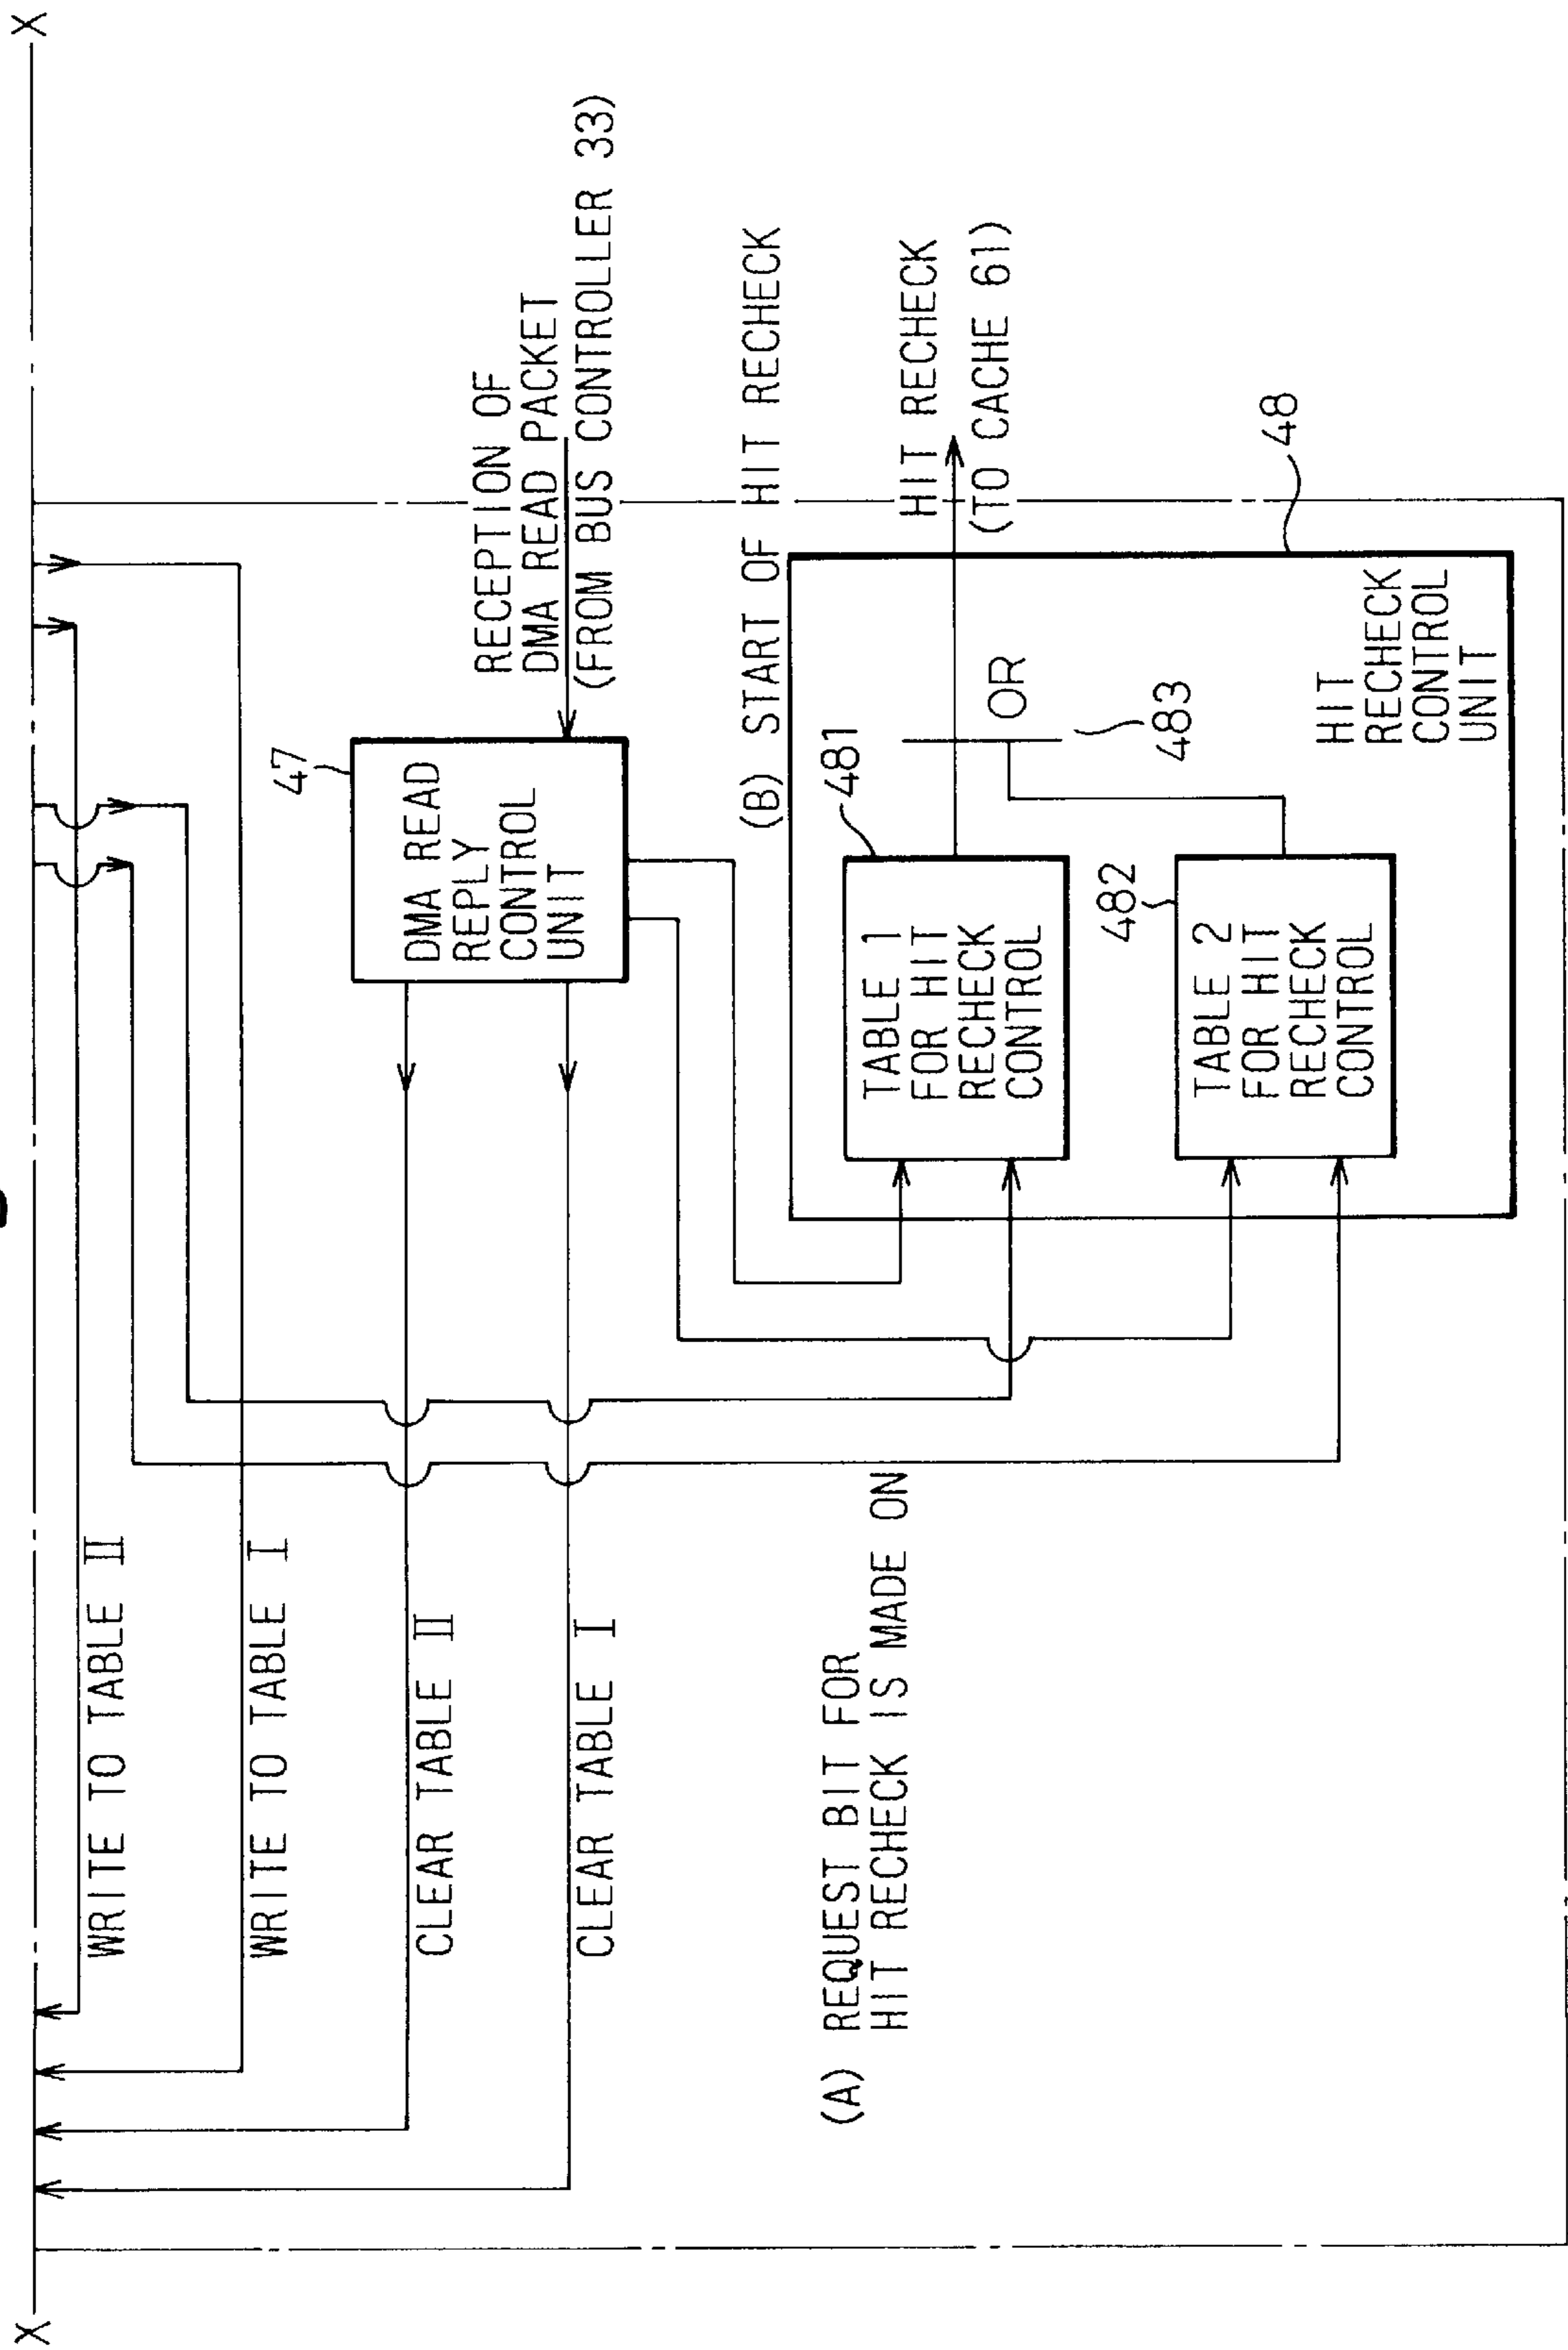 X
X
WRITE TO TABLE II
WRITE TO TABLE I
CLEAR TABLE II
CLEAR TABLE I
47
DMA READ
REPLY
CONTROL
UNIT
RECEPTION OF
DMA READ PACKET
(FROM BUS CONTROLLER 33)
(A) REQUEST BIT FOR
HIT RECHECK IS MADE ON
(B) START OF HIT RECHECK
481
TABLE 1
FOR HIT
RECHECK
CONTROL
482
TABLE 2
FOR HIT
RECHECK
CONTROL
OR
483
HIT RECHECK
(TO CACHE 61)
HIT
RECHECK
CONTROL
UNIT
48